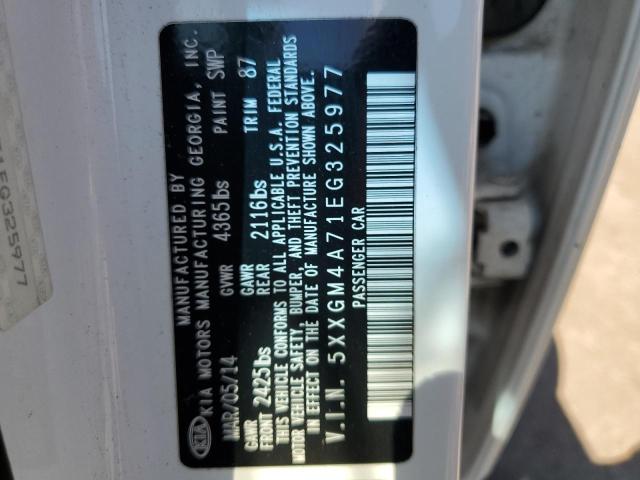 MANUFACTURED BY
KIA KIA MOTORS MANUFACTURING GEORGIA, INC.
MAR/05/14 GVWR 4365lbs PAINT SWP
GAWR GAWR
FRONT 2425lbs REAR 2116lbs TRIM 87
THIS VEHICLE CONFORMS TO ALL APPLICABLE U.S.A. FEDERAL
MOTOR VEHICLE SAFETY, BUMPER, AND THEFT PREVENTION STANDARDS
IN EFFECT ON THE DATE OF MANUFACTURE SHOWN ABOVE.
V.I.N. 5XXGM4A71EG325977
PASSENGER CAR
71EG325977